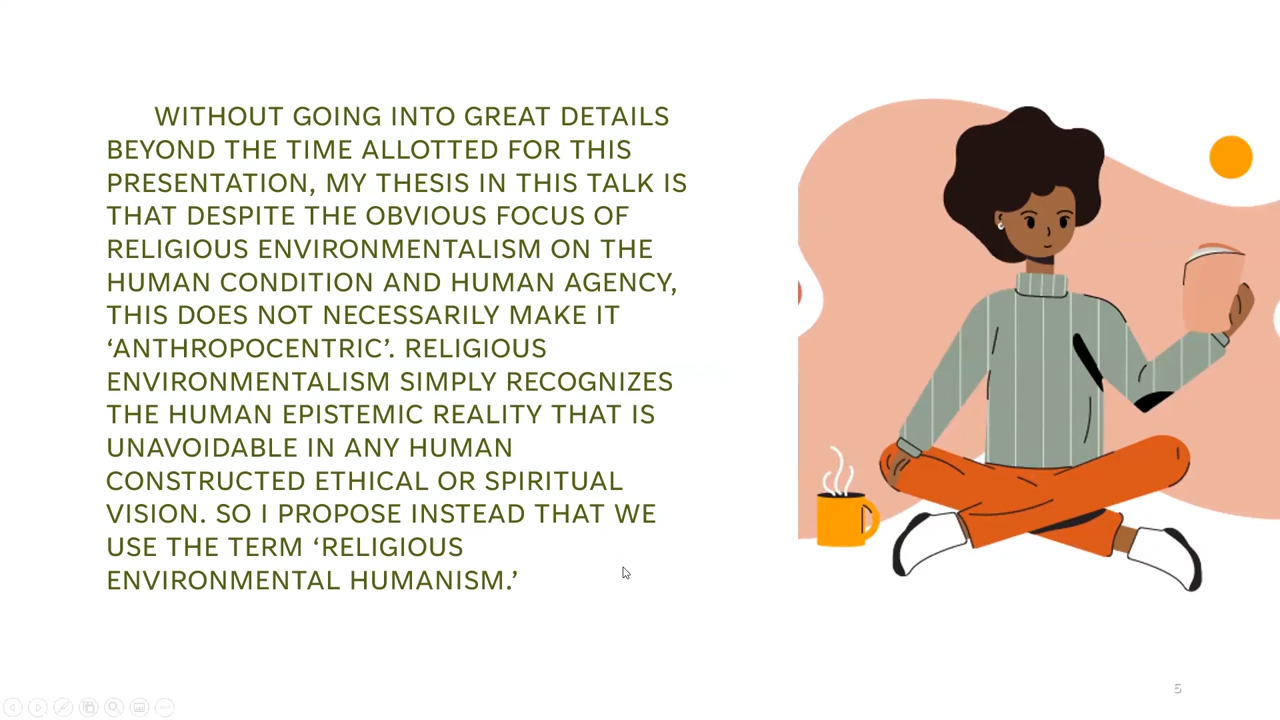 WITHOUT GOING INTO GREAT DETAILS
BEYOND THE TIME ALLOTTED FOR THIS
PRESENTATION, MY THESIS IN THIS TALK IS
THAT DESPITE THE OBVIOUS FOCUS OF
RELIGIOUS ENVIRONMENTALISM ON THE
HUMAN CONDITION AND HUMAN AGENCY,
THIS DOES NOT NECESSARILY MAKE IT
‘ANTHROPOCENTRIC’. RELIGIOUS
ENVIRONMENTALISM SIMPLY RECOGNIZES
THE HUMAN EPISTEMIC REALITY THAT IS
UNAVOIDABLE IN ANY HUMAN
CONSTRUCTED ETHICAL OR SPIRITUAL
VISION. SO I PROPOSE INSTEAD THAT WE
USE THE TERM ‘RELIGIOUS
ENVIRONMENTAL HUMANISM.’
5